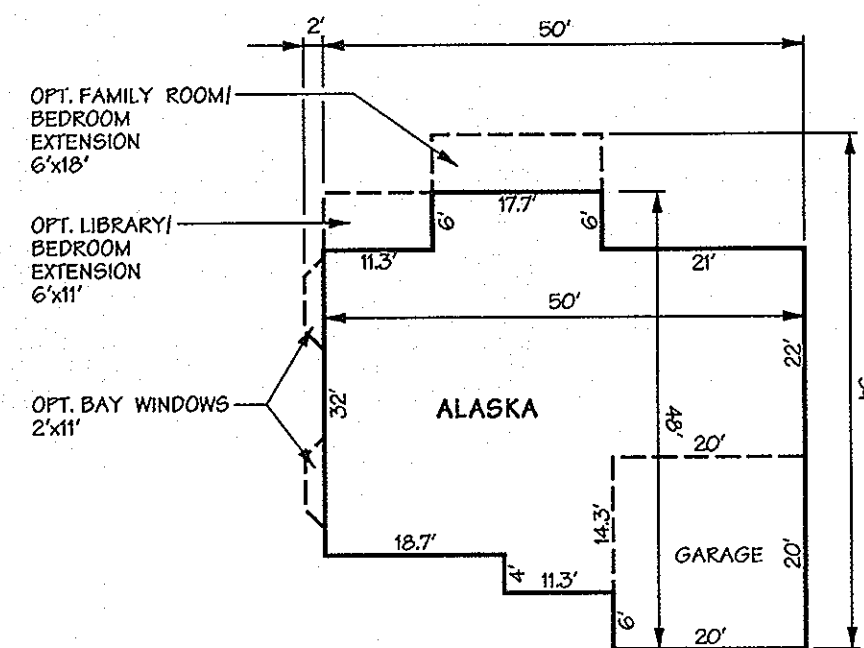 2'
50'
OPT. FAMILY ROOM/
BEDROOM
EXTENSION
6'x18'
17.7'
6'
6'
OPT. LIBRARY/
BEDROOM
EXTENSION
6'x11'
11.3'
21'
50'
22'
OPT. BAY WINDOWS
2'x11'
32'
ALASKA
48'
20'
14.3'
GARAGE
20'
18.7'
4'
11.3'
6'
20'